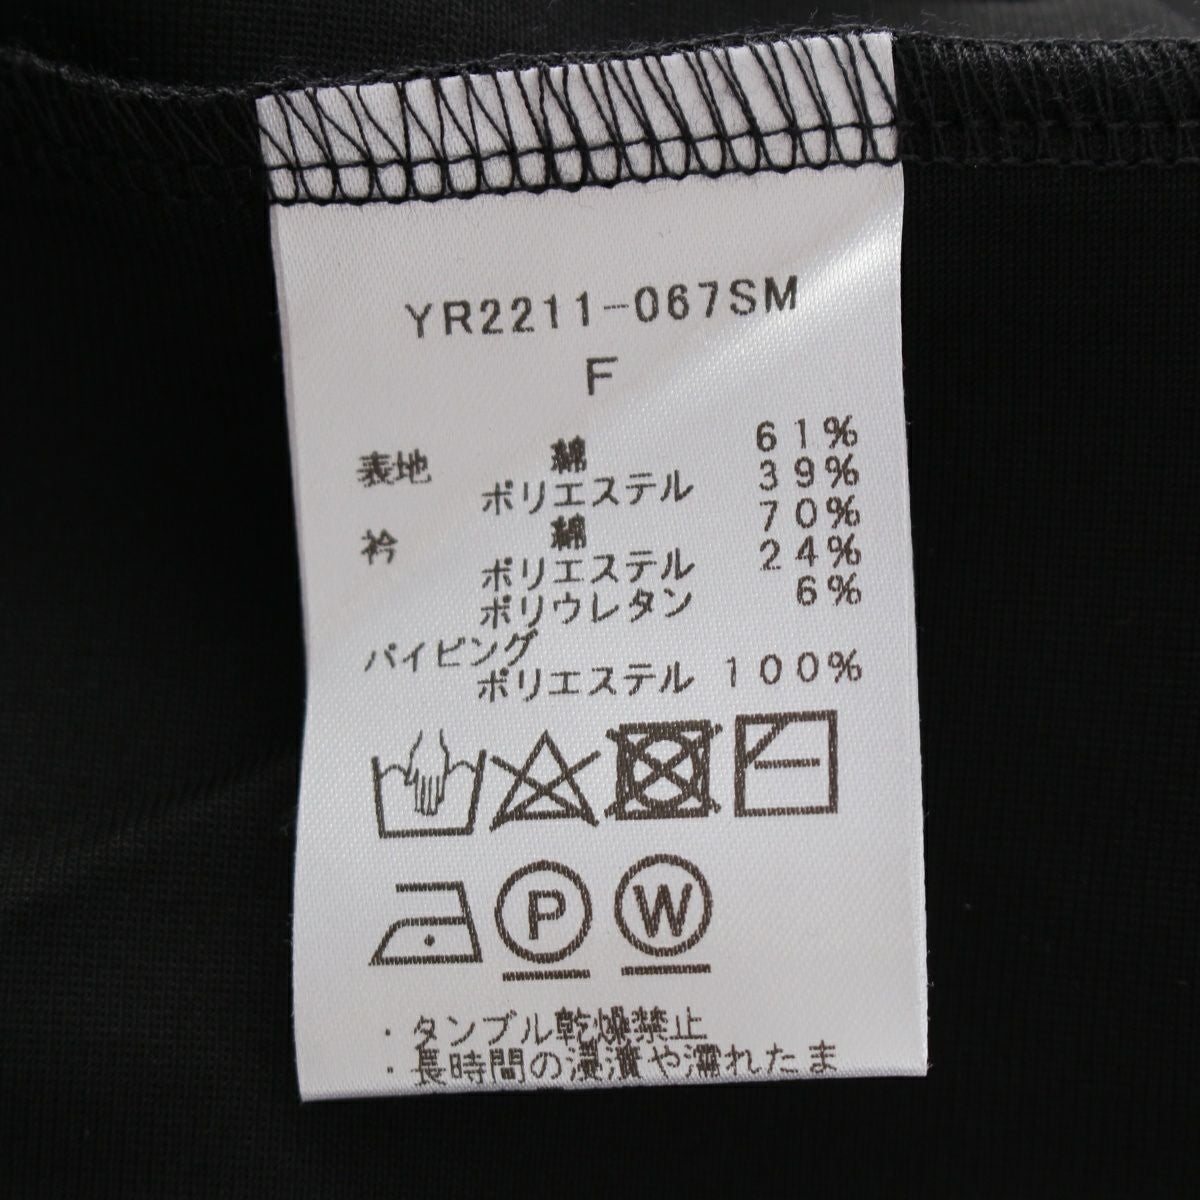 YR2211-067SM
F
表地 綿 61%
ポリエステル 39%
衿 綿 70%
ポリエステル 24%
ポリウレタン 6%
パイピング
ポリエステル 100%
P W
・タンブル乾燥禁止
・長時間の浸漬や濡れたま